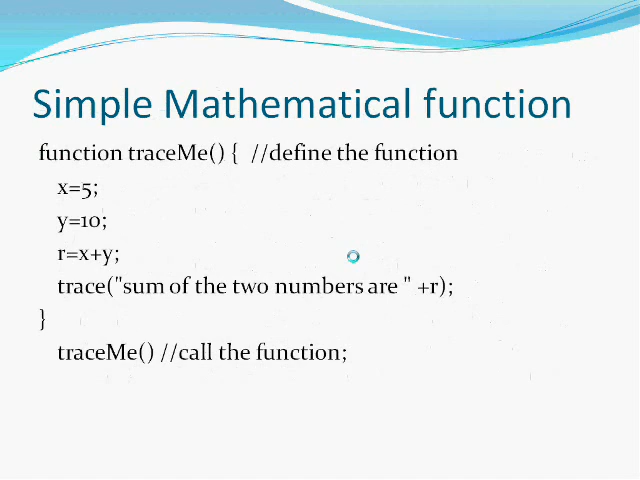 Simple Mathematical function
function traceMe() { //define the function
x=5;
y=10;
r=x+y;
trace("sum of the two numbers are " +r);
}
traceMe() //call the function;